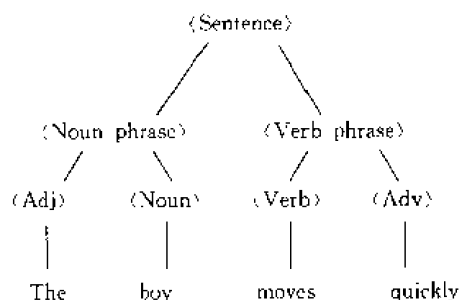 ⟨Sentence⟩
⟨Noun phrase⟩ ⟨Verb phrase⟩
⟨Adj⟩ ⟨Noun⟩ ⟨Verb⟩ ⟨Adv⟩
The boy moves quickly